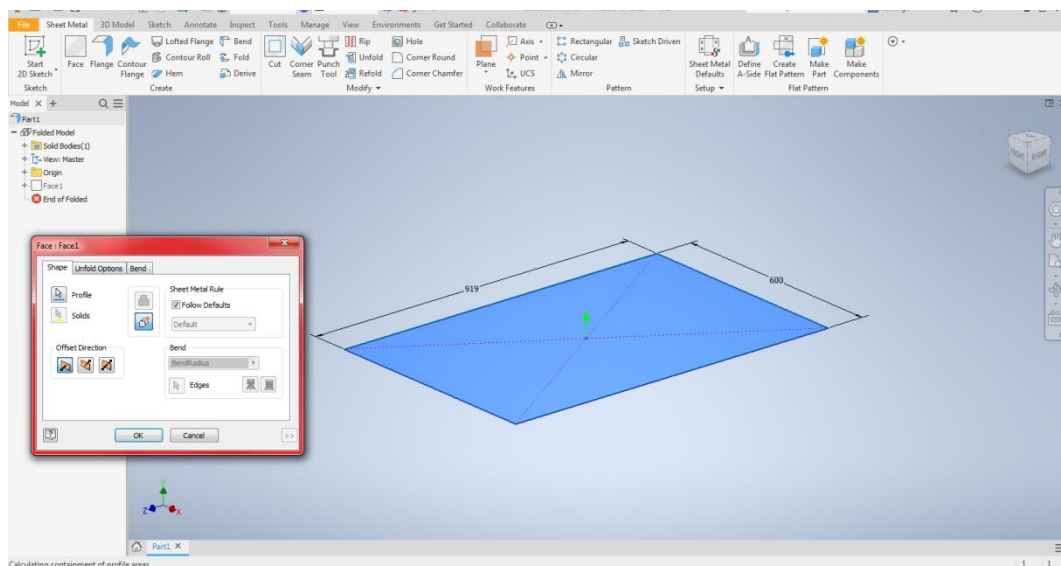 File Sheet Metal 3D Model Sketch Annotate Inspect Tools Manage View Environments Get Started Collaborate
Start
2D Sketch
Face Flange Contour
Flange
Lofted Flange Bend
Contour Roll Fold
Hem Derive
Cut Corner
Seam Punch
Tool
Rip Hole
Unfold Corner Round
Refold Corner Chamfer
Plane Axis
Point
UCS
Rectangular Sketch Driven
Circular
Mirror
Sheet Metal
Defaults
Define
A-Side
Create
Flat Pattern
Make
Part
Make
Components
Sketch Create Modify Work Features Pattern Setup Flat Pattern
Model × +
Part1
Folded Model
Solid Bodies(1)
View: Master
Origin
Face1
End of Folded
FRONT RIGHT
Face : Face1
Shape Unfold Options Bend
Profile
Solids
Sheet Metal Rule
Follow Defaults
Default
Offset Direction
Bend
BendRadius
Edges
OK Cancel >>
919
600
Y
Z X
Part1 ×
Calculating containment of profile areas
1 1